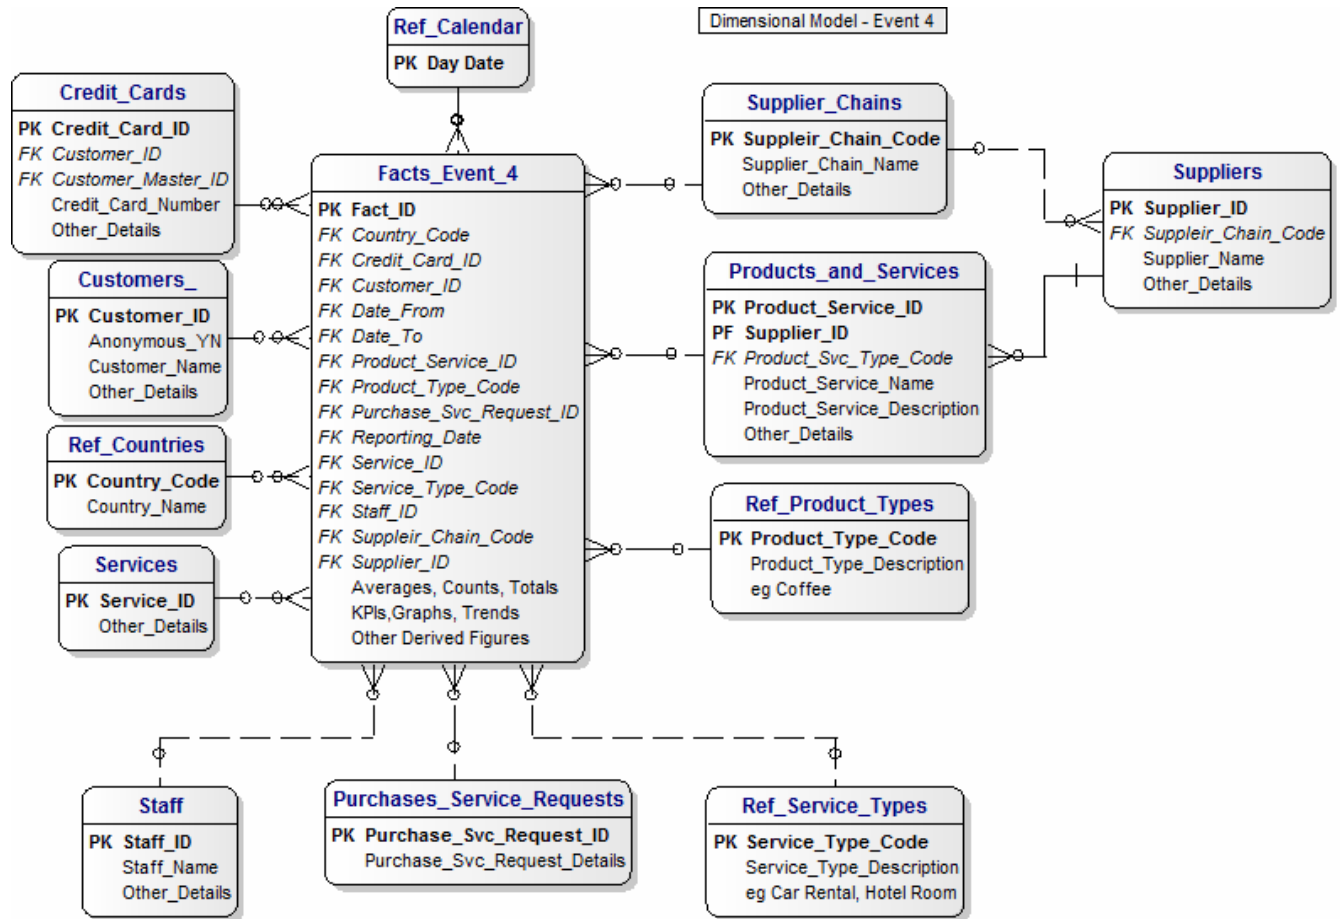 Dimensional Model - Event 4
Ref_Calendar
PK Day Date
Credit_Cards
PK Credit_Card_ID
FK Customer_ID
FK Customer_Master_ID
Credit_Card_Number
Other_Details
Customers_
PK Customer_ID
Anonymous_YN
Customer_Name
Other_Details
Ref_Countries
PK Country_Code
Country_Name
Services
PK Service_ID
Other_Details
Facts_Event_4
PK Fact_ID
FK Country_Code
FK Credit_Card_ID
FK Customer_ID
FK Date_From
FK Date_To
FK Product_Service_ID
FK Product_Type_Code
FK Purchase_Svc_Request_ID
FK Reporting_Date
FK Service_ID
FK Service_Type_Code
FK Staff_ID
FK Suppleir_Chain_Code
FK Supplier_ID
Averages, Counts, Totals
KPIs,Graphs, Trends
Other Derived Figures
Supplier_Chains
PK Suppleir_Chain_Code
Supplier_Chain_Name
Other_Details
Suppliers
PK Supplier_ID
FK Suppleir_Chain_Code
Supplier_Name
Other_Details
Products_and_Services
PK Product_Service_ID
PF Supplier_ID
FK Product_Svc_Type_Code
Product_Service_Name
Product_Service_Description
Other_Details
Ref_Product_Types
PK Product_Type_Code
Product_Type_Description
eg Coffee
Staff
PK Staff_ID
Staff_Name
Other_Details
Purchases_Service_Requests
PK Purchase_Svc_Request_ID
Purchase_Svc_Request_Details
Ref_Service_Types
PK Service_Type_Code
Service_Type_Description
eg Car Rental, Hotel Room